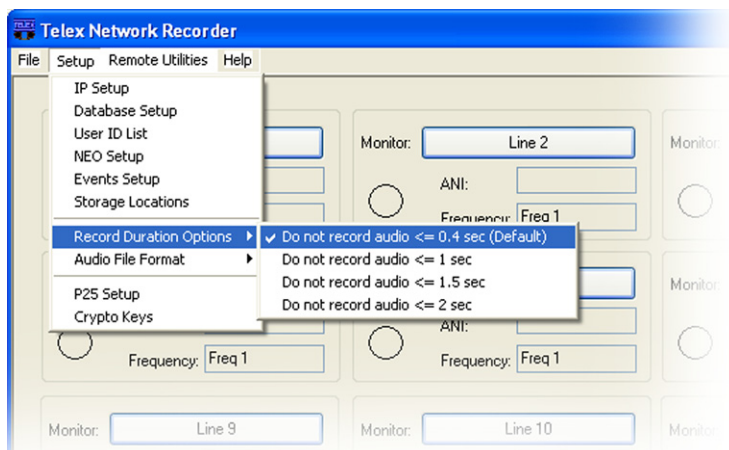 TELEX Telex Network Recorder
File Setup Remote Utilities Help
IP Setup
Database Setup
User ID List
NEO Setup
Events Setup
Storage Locations
Record Duration Options
Audio File Format
P25 Setup
Crypto Keys
Do not record audio <= 0.4 sec (Default)
Do not record audio <= 1 sec
Do not record audio <= 1.5 sec
Do not record audio <= 2 sec
Monitor: Line 2 Monitor:
ANI:
Frequency: Freq 1
Monitor:
ANI:
Frequency: Freq 1 Frequency: Freq 1
Monitor: Line 9 Monitor: Line 10 Monitor: